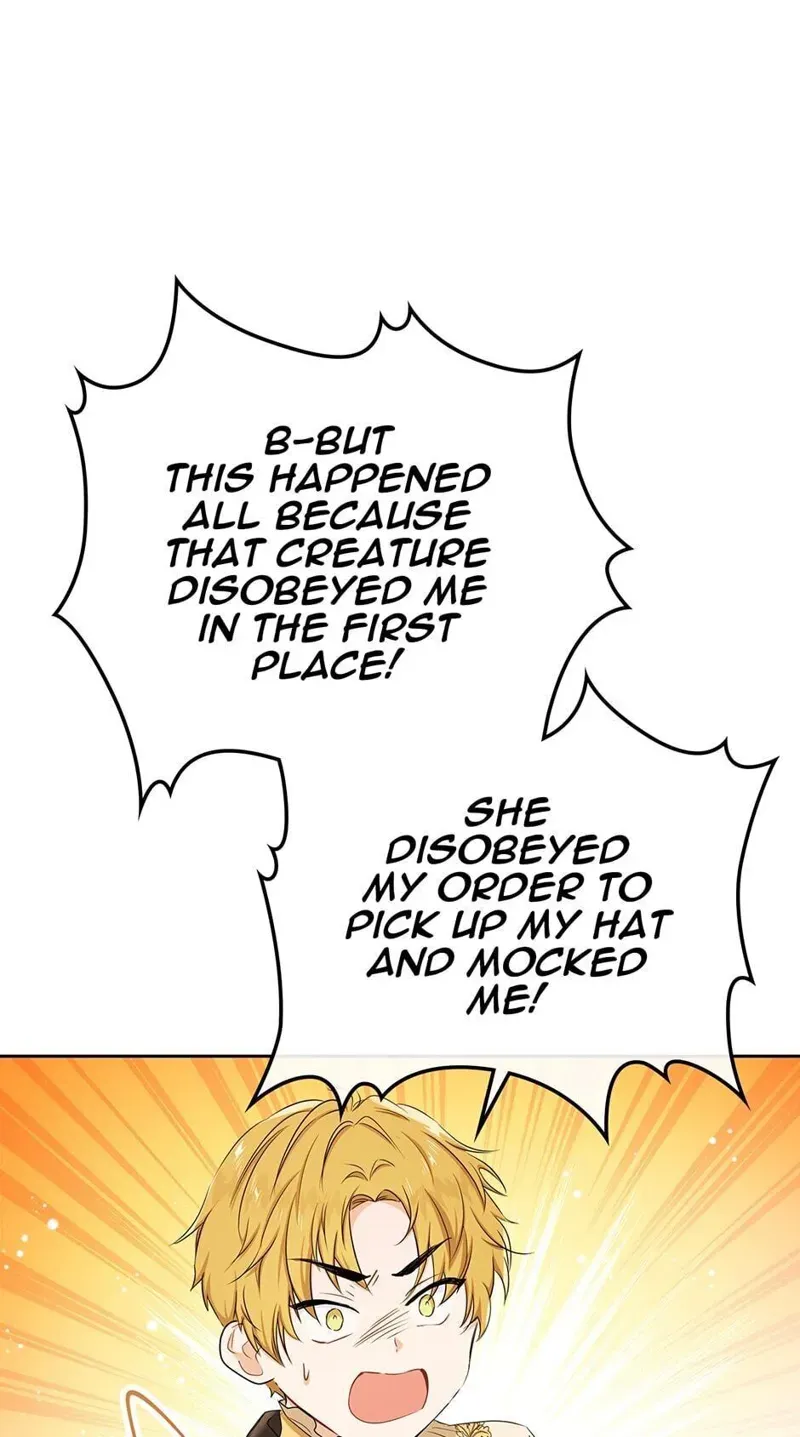 B-BUT
THIS HAPPENED
ALL BECAUSE
THAT CREATURE
DISOBEYED ME
IN THE FIRST
PLACE!
SHE
DISOBEYED
MY ORDER TO
PICK UP MY HAT
AND MOCKED
ME!